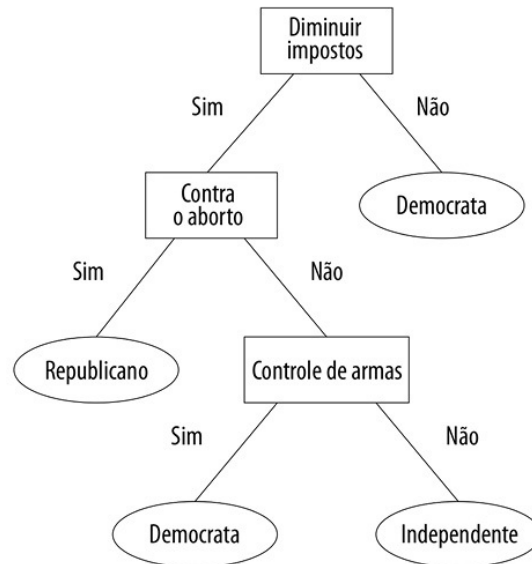 Diminuir
impostos
Sim
Não
Contra
o aborto
Democrata
Sim
Não
Republicano
Controle de armas
Sim
Não
Democrata
Independente